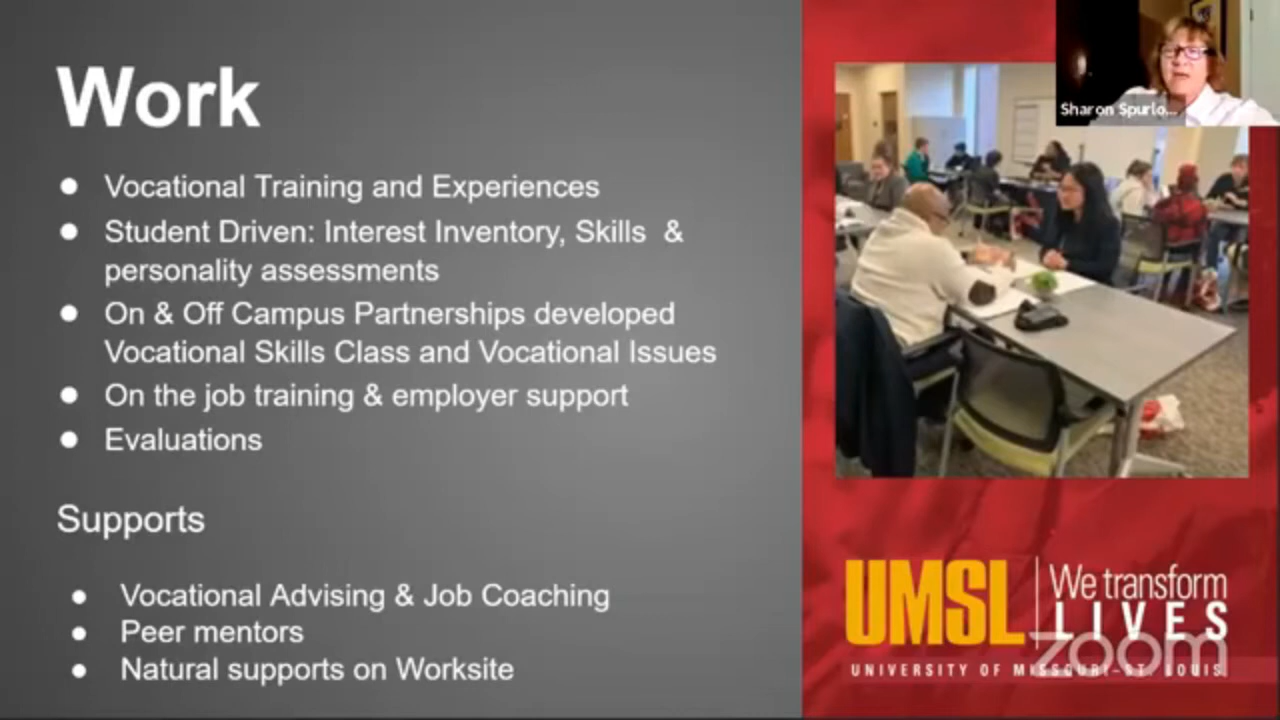 Work
Sharon Spurlo...
● Vocational Training and Experiences
● Student Driven: Interest Inventory, Skills &
personality assessments
● On & Off Campus Partnerships developed
Vocational Skills Class and Vocational Issues
● On the job training & employer support
● Evaluations
Supports
● Vocational Advising & Job Coaching
● Peer mentors
● Natural supports on Worksite
UMSL
We transform
LIVES
UNIVERSITY OF MISSOURI–ST. LOUIS
zoom